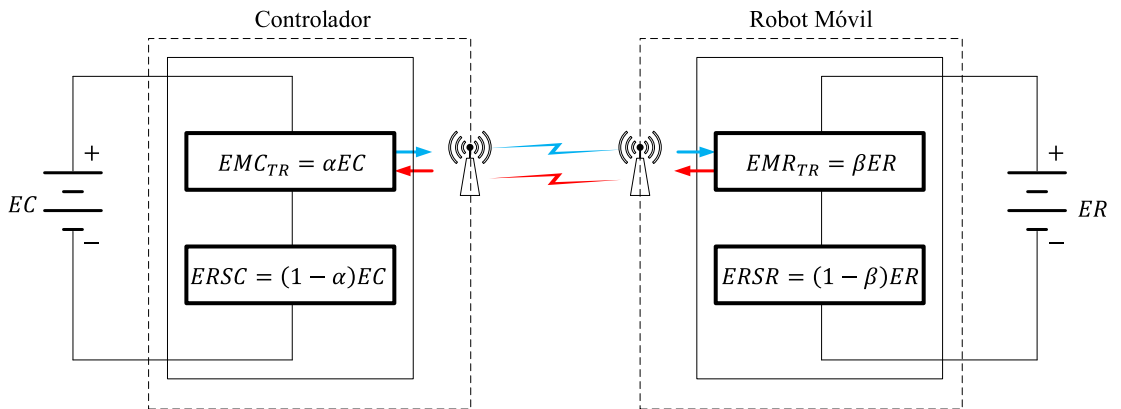 Controlador
Robot Móvil
+
EMC_TR = αEC
EMR_TR = βER
+
EC
ER
−
ERSC = (1 − α)EC
ERSR = (1 − β)ER
−